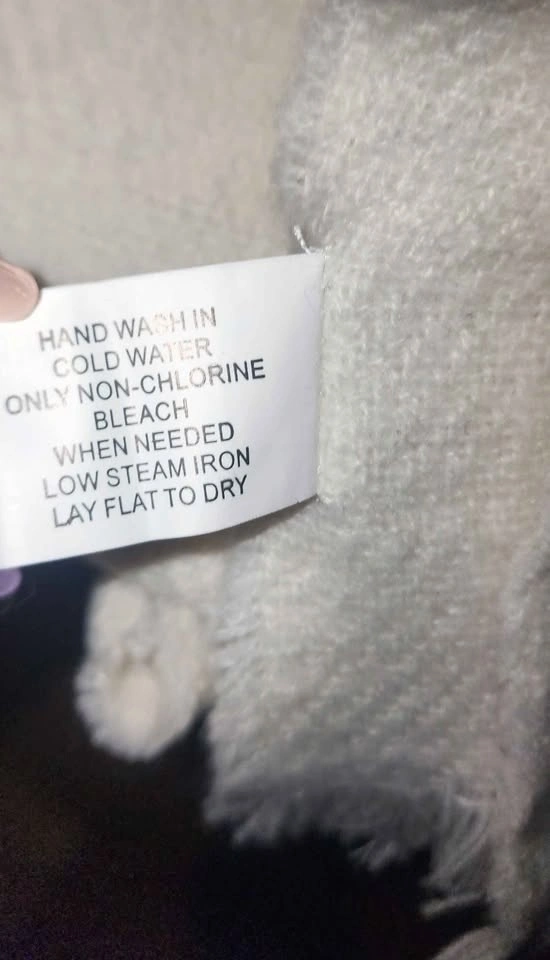 HAND WASH IN
COLD WATER
ONLY NON-CHLORINE
BLEACH
WHEN NEEDED
LOW STEAM IRON
LAY FLAT TO DRY